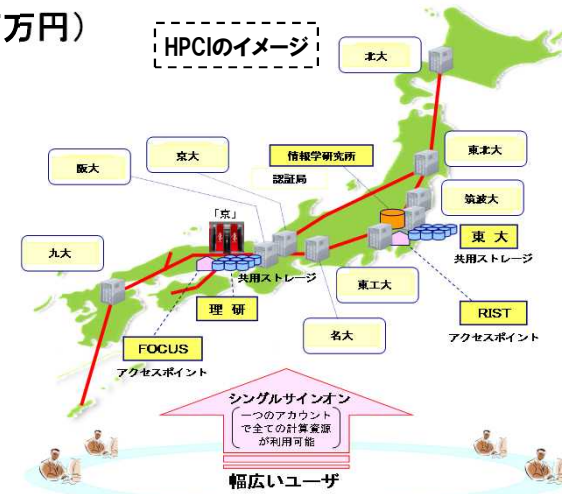 万円）
HPCIのイメージ
北大
京大
情報学研究所
東北大
阪大
認証局
筑波大
「京」
九大
東大
共用ストレージ
共用ストレージ
東工大
理研
RIST
名大
FOCUS
アクセスポイント
アクセスポイント
シングルサインオン
一つのアカウント
で全ての計算資源
が利用可能
幅広いユーザ